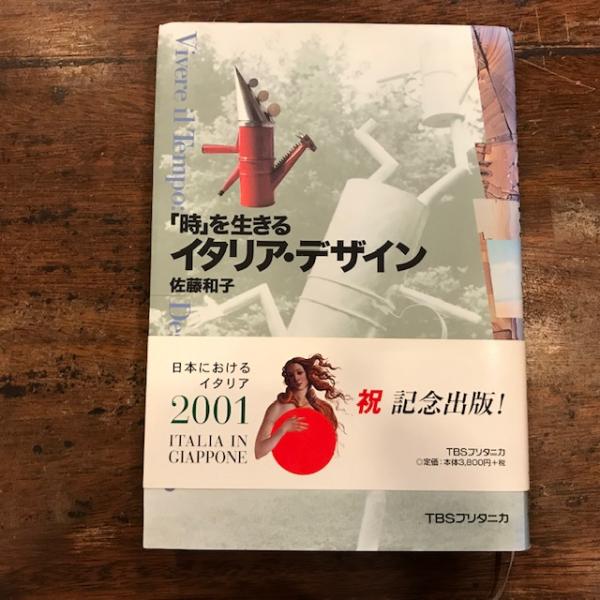 Vivere il Tempo:
De
「時」を生きる
イタリア・デザイン
佐藤和子
日本における
イタリア
2001
ITALIA IN
GIAPPONE
祝 記念出版!
TBSブリタニカ
◎定価:本体3,800円+税
TBSブリタニカ